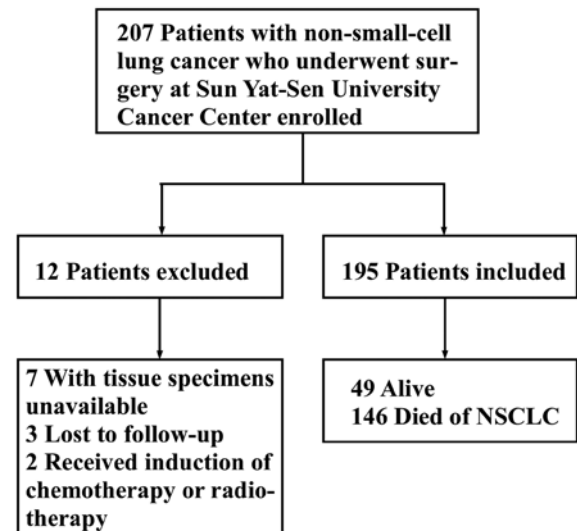 207 Patients with non-small-cell
lung cancer who underwent sur-
gery at Sun Yat-Sen University
Cancer Center enrolled
12 Patients excluded
195 Patients included
7 With tissue specimens
unavailable
3 Lost to follow-up
2 Received induction of
chemotherapy or radio-
therapy
49 Alive
146 Died of NSCLC